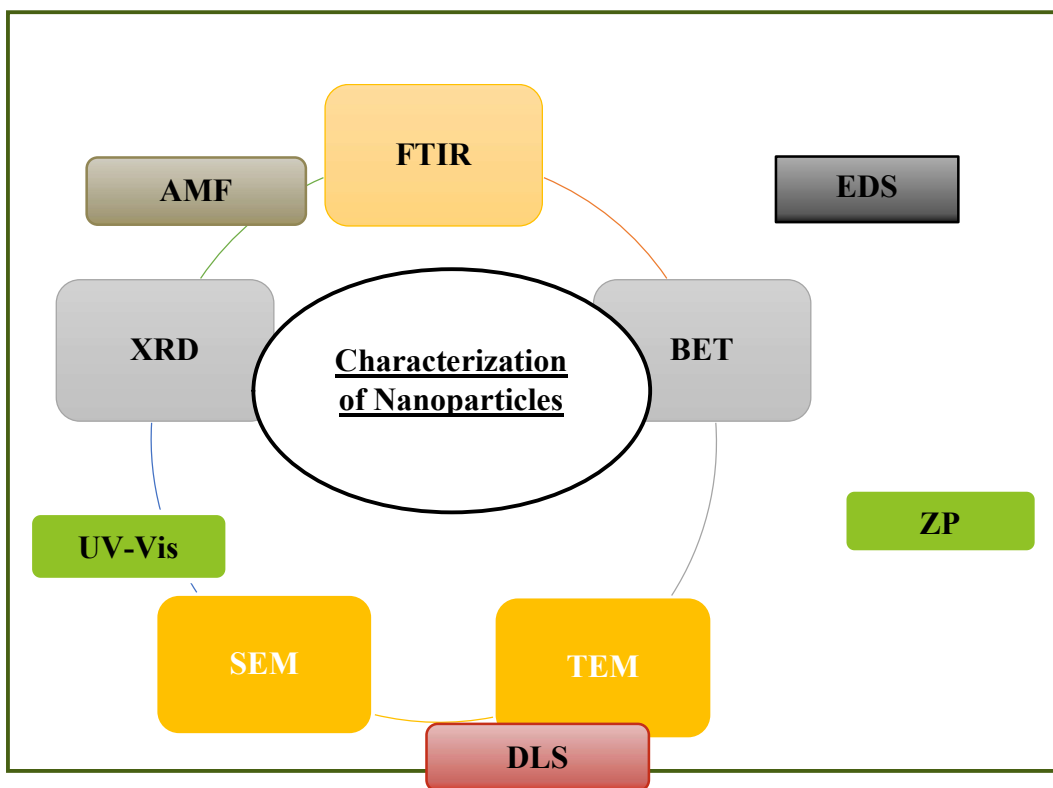 FTIR
AMF
EDS
XRD
Characterization
of Nanoparticles
BET
UV-Vis
ZP
SEM
TEM
DLS